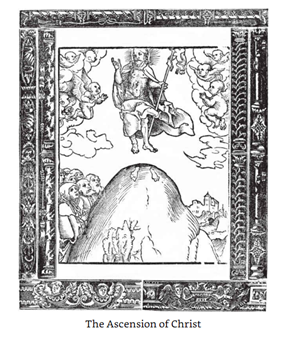 The Ascension of Christ